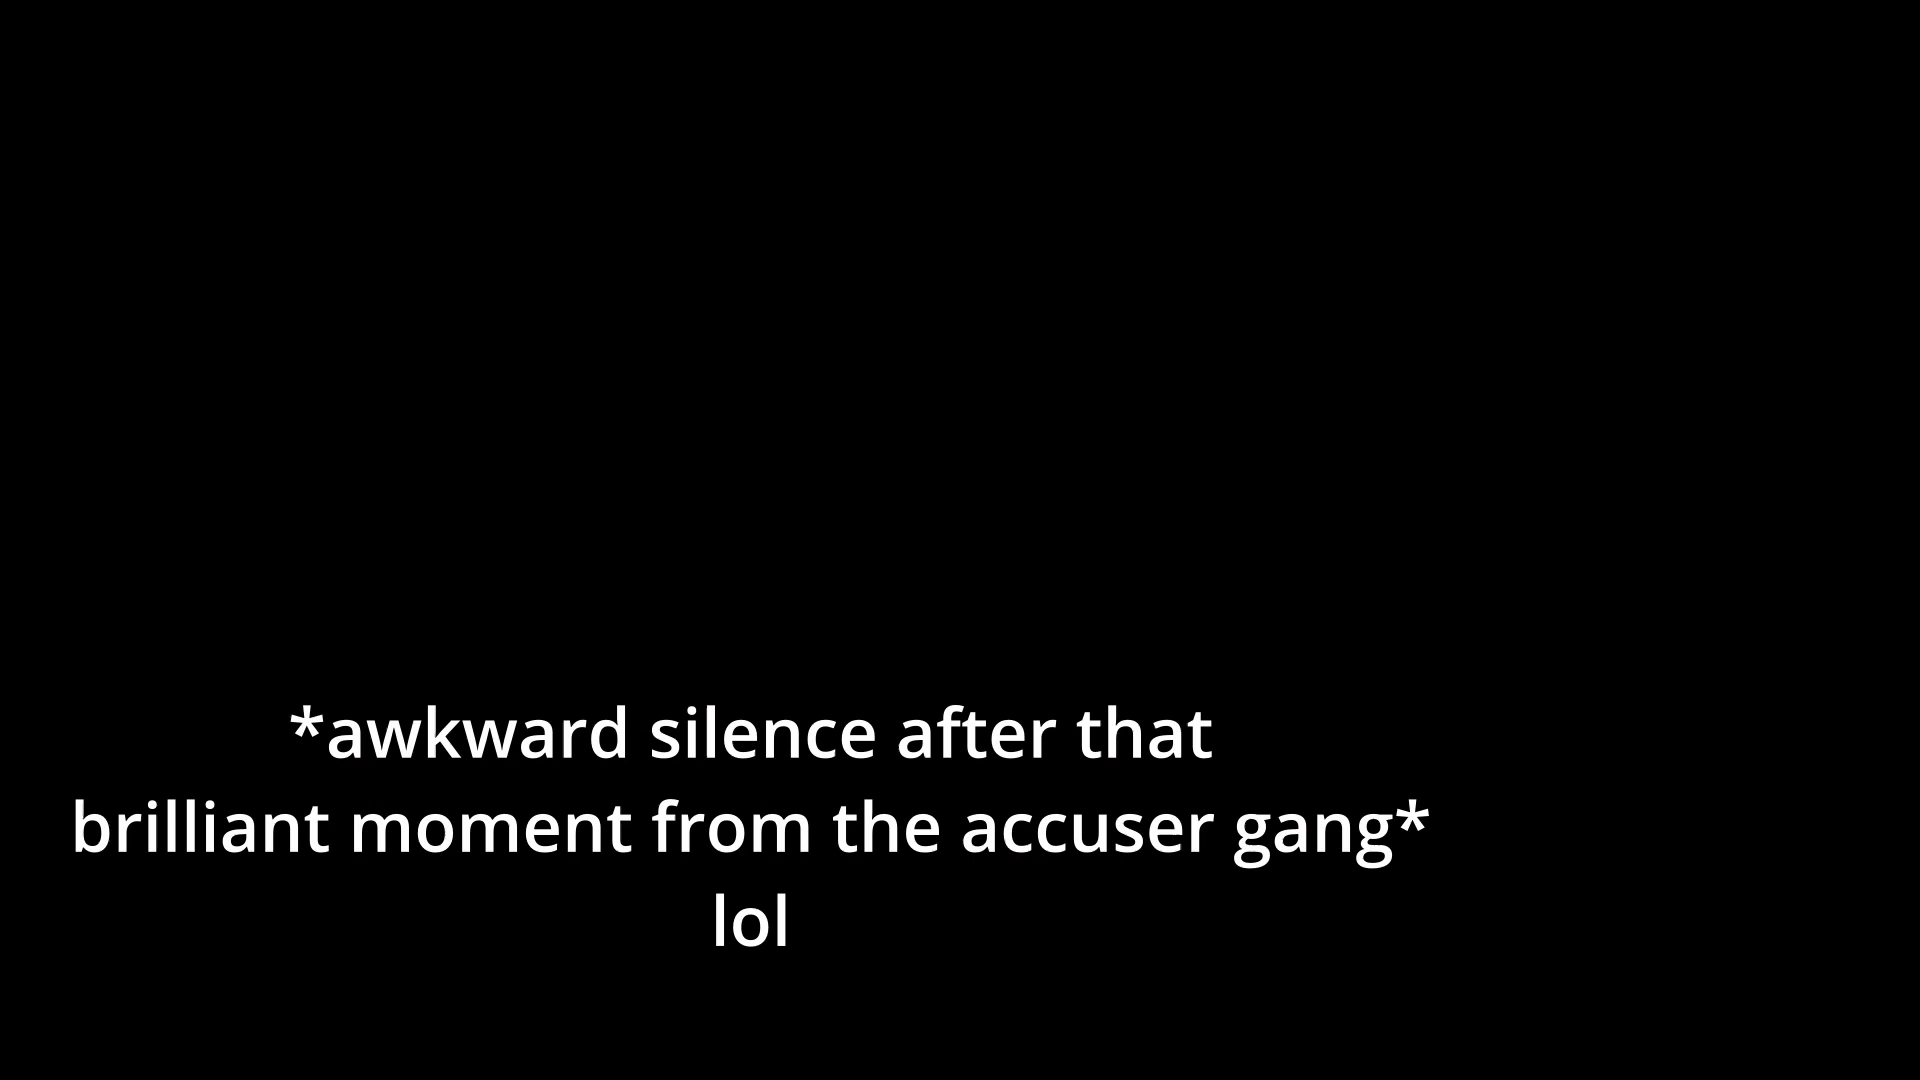 *awkward silence after that
brilliant moment from the accuser gang*
lol